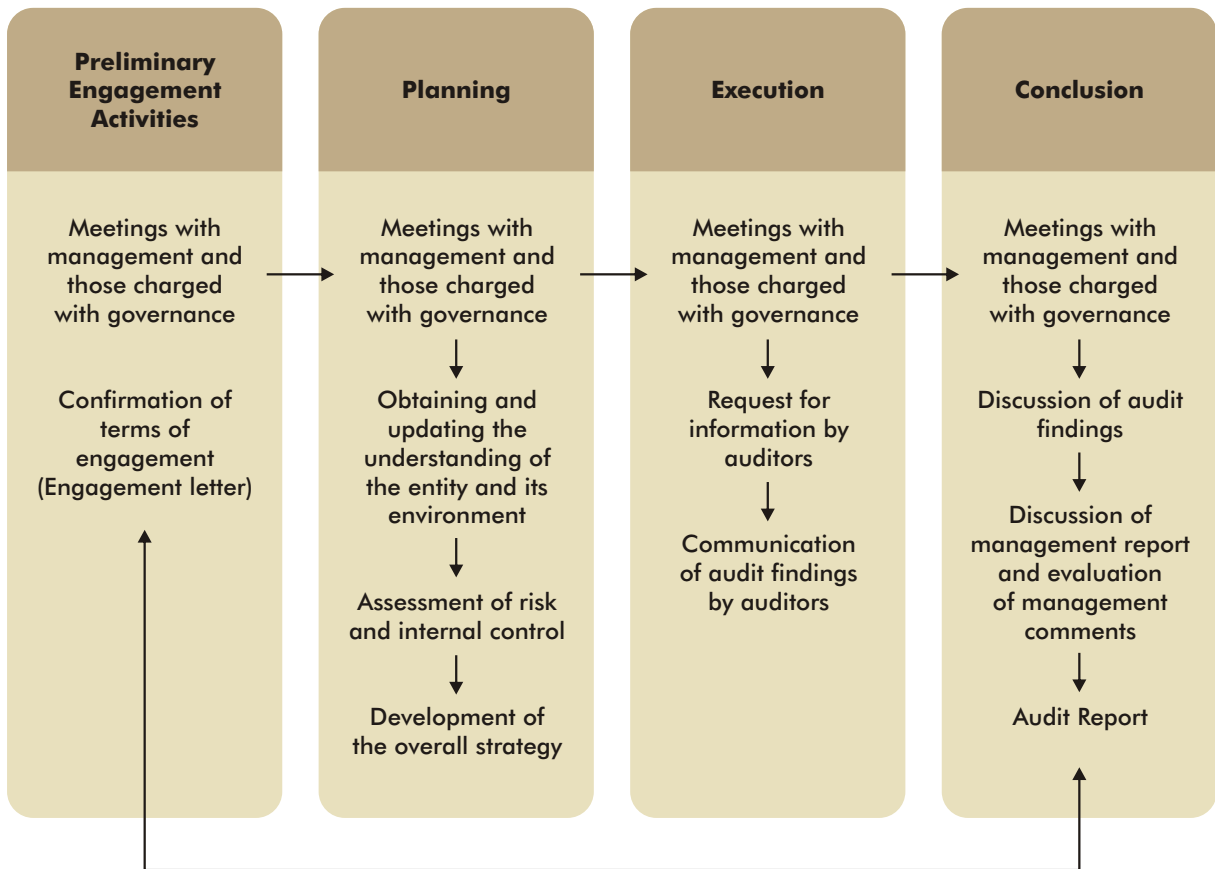 Preliminary
Engagement
Activities
Meetings with
management and
those charged
with governance
Confirmation of
terms of
engagement
(Engagement letter)
Planning
Meetings with
management and
those charged
with governance
Obtaining and
updating the
understanding of
the entity and its
environment
Assessment of risk
and internal control
Development of
the overall strategy
Execution
Meetings with
management and
those charged
with governance
Request for
information by
auditors
Communication
of audit findings
by auditors
Conclusion
Meetings with
management and
those charged
with governance
Discussion of audit
findings
Discussion of
management report
and evaluation
of management
comments
Audit Report